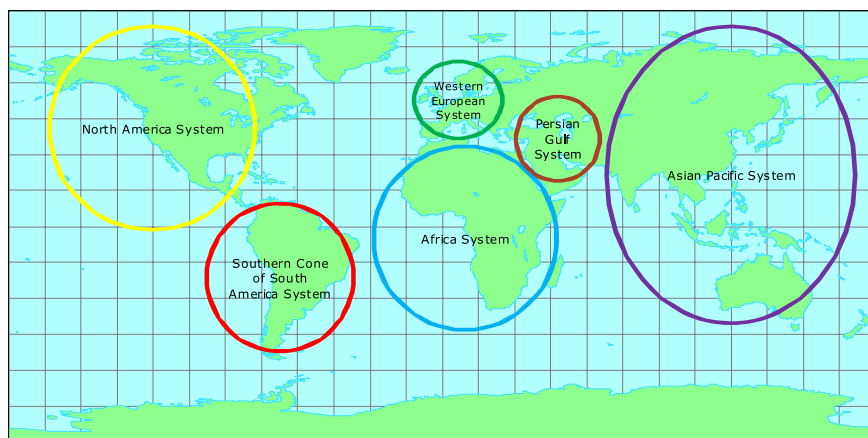 North America System
Western
European
System
Persian
Gulf
System
Asian Pacific System
Africa System
Southern Cone
of South
America System